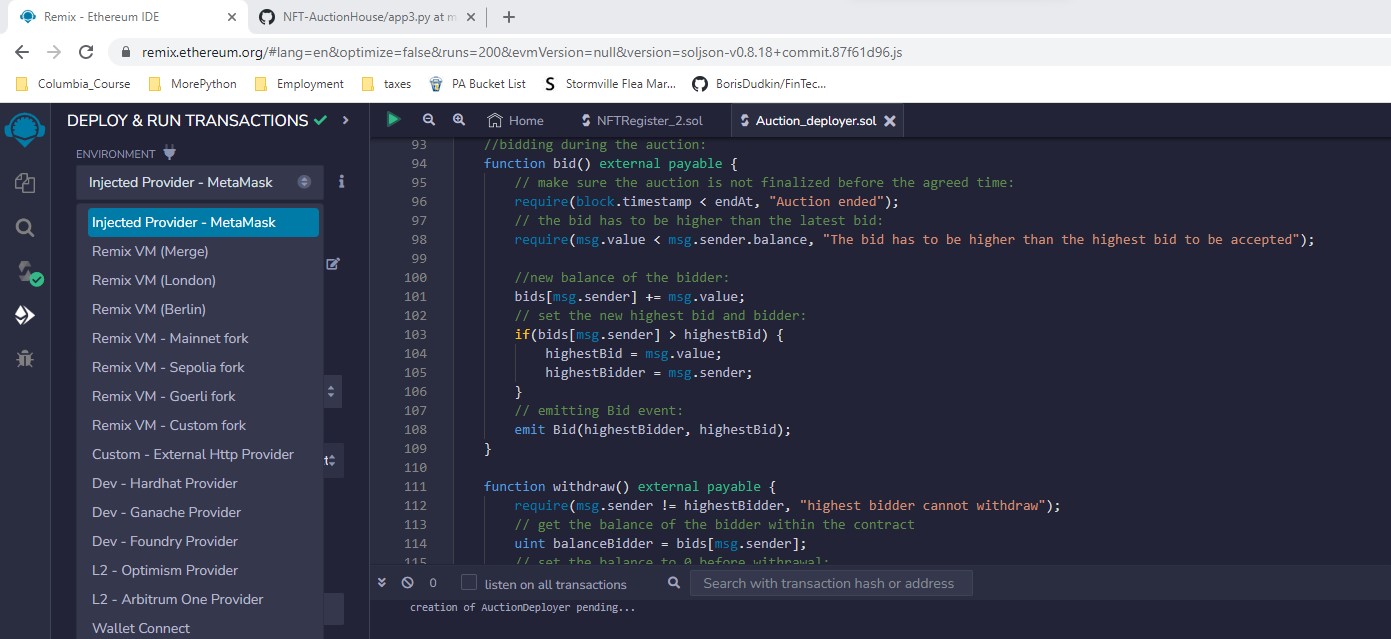 Remix - Ethereum IDE
NFT-AuctionHouse/app3.py at m
remix.ethereum.org/#lang=en&optimize=false&runs=200&evmVersion=null&version=soljson-v0.8.18+commit.87f61d96.js
Columbia_Course MorePython Employment taxes PA Bucket List Stormville Flea Mar... BorisDudkin/FinTec...
DEPLOY & RUN TRANSACTIONS
ENVIRONMENT
Injected Provider - MetaMask
Injected Provider - MetaMask
Remix VM (Merge)
Remix VM (London)
Remix VM (Berlin)
Remix VM - Mainnet fork
Remix VM - Sepolia fork
Remix VM - Goerli fork
Remix VM - Custom fork
Custom - External Http Provider
Dev - Hardhat Provider
Dev - Ganache Provider
Dev - Foundry Provider
L2 - Optimism Provider
L2 - Arbitrum One Provider
Wallet Connect
Home NFTRegister_2.sol Auction_deployer.sol
93 //bidding during the auction:
94 function bid() external payable {
95 // make sure the auction is not finalized before the agreed time:
96 require(block.timestamp < endAt, "Auction ended");
97 // the bid has to be higher than the latest bid:
98 require(msg.value < msg.sender.balance, "The bid has to be higher than the highest bid to be accepted");
99
100 //new balance of the bidder:
101 bids[msg.sender] += msg.value;
102 // set the new highest bid and bidder:
103 if(bids[msg.sender] > highestBid) {
104 highestBid = msg.value;
105 highestBidder = msg.sender;
106 }
107 // emitting Bid event:
108 emit Bid(highestBidder, highestBid);
109 }
110
111 function withdraw() external payable {
112 require(msg.sender != highestBidder, "highest bidder cannot withdraw");
113 // get the balance of the bidder within the contract
114 uint balanceBidder = bids[msg.sender];
115 // set the balance to 0 before withrawal:
0 listen on all transactions Search with transaction hash or address
creation of AuctionDeployer pending...